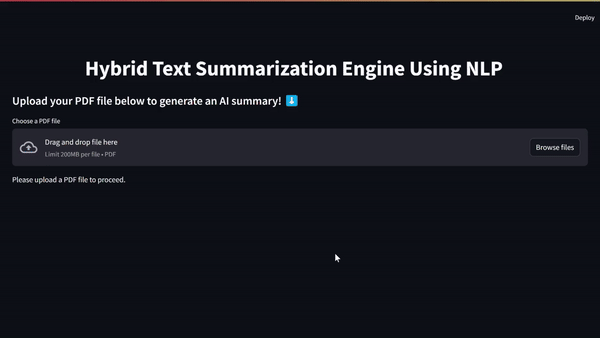 Deploy
Hybrid Text Summarization Engine Using NLP
Upload your PDF file below to generate an AI summary! ⬇️
Choose a PDF file
Drag and drop file here
Limit 200MB per file • PDF
Browse files
Please upload a PDF file to proceed.